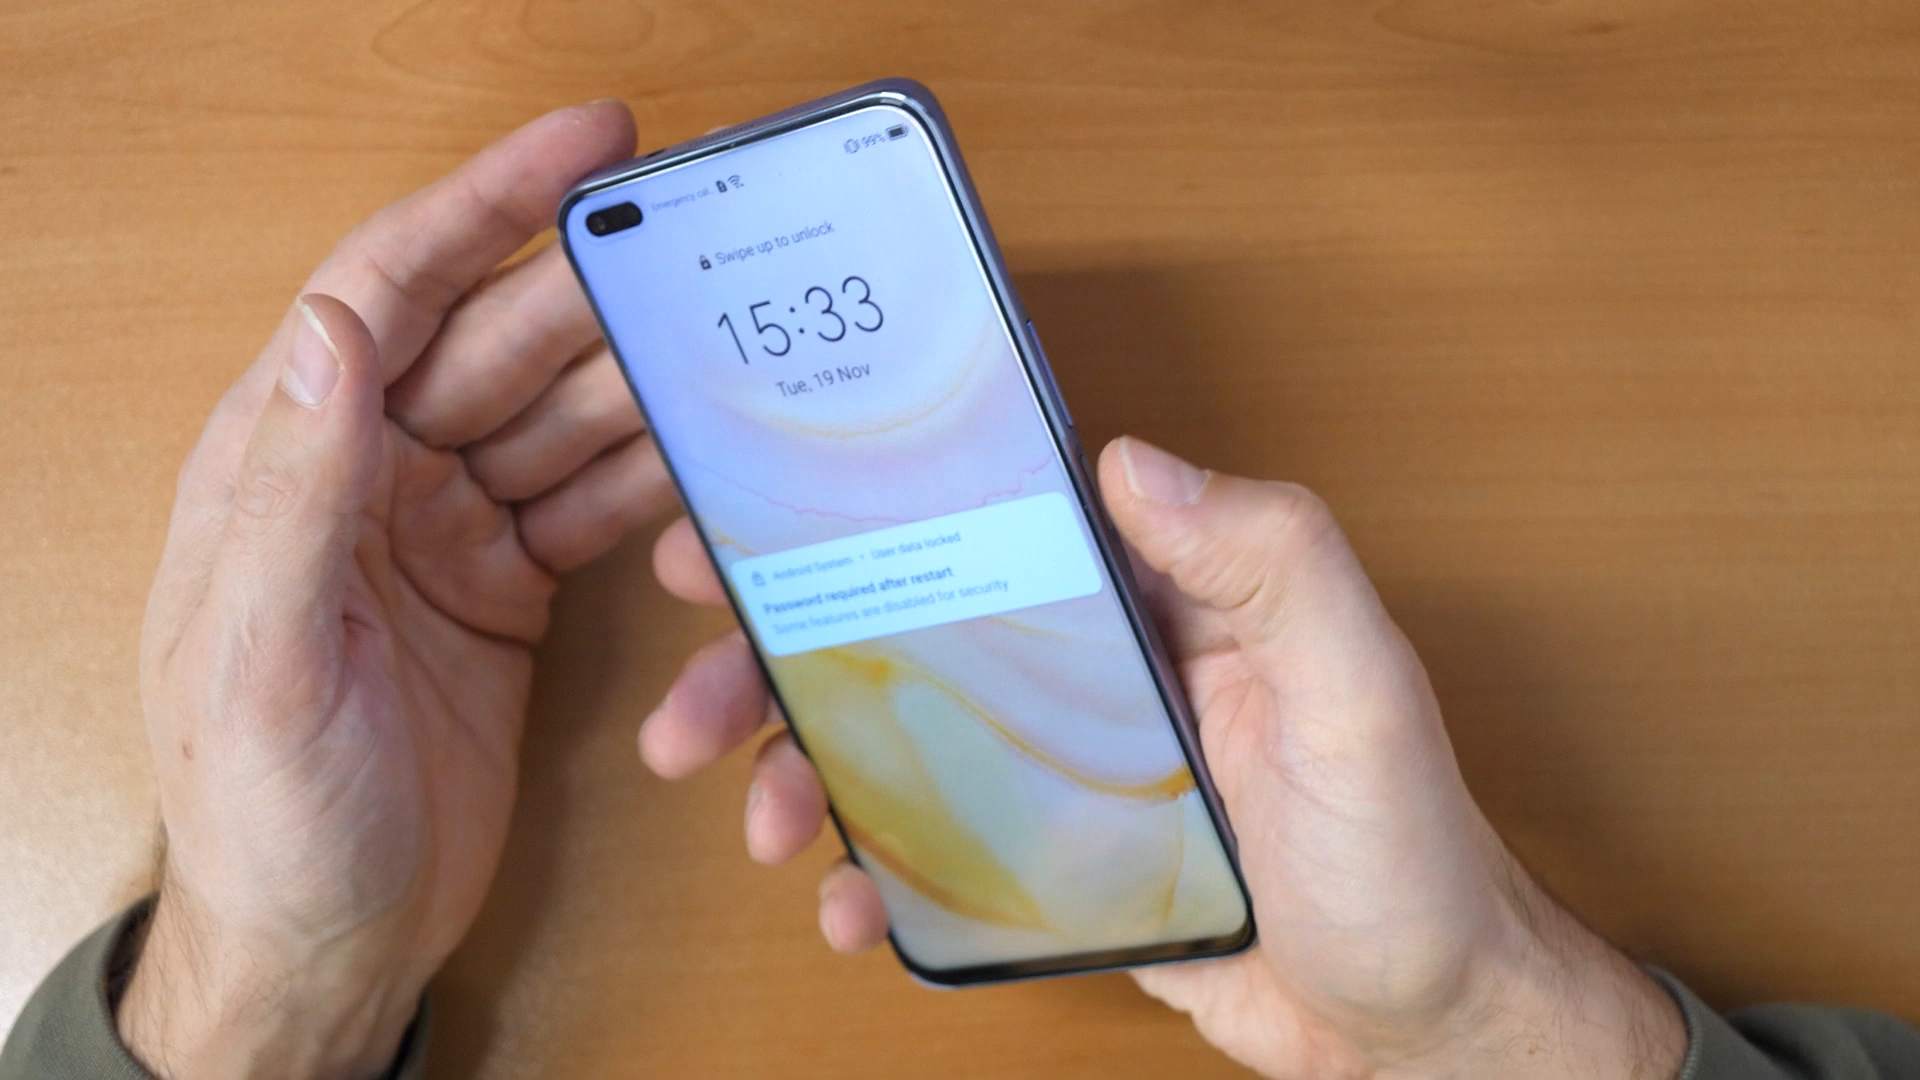 99%
Emergency call
Swipe up to unlock
15:33
Tue, 19 Nov
Android System • User data locked
Password required after restart
Some features are disabled for security